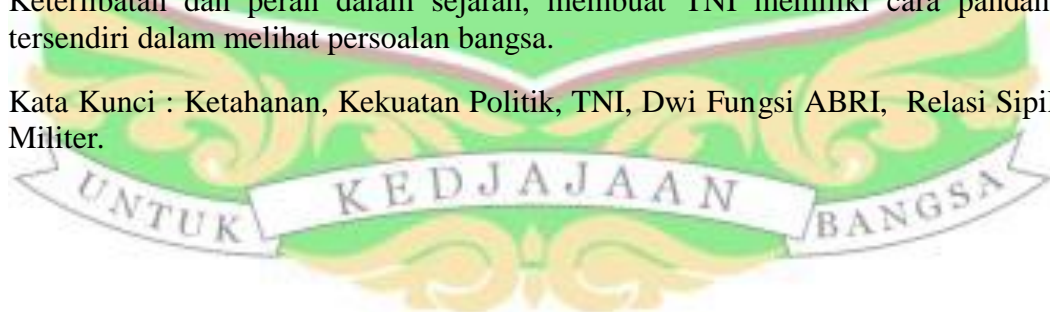 Keterlibatan dan peran dalam sejarah, membuat TNI memiliki cara pandan
tersendiri dalam melihat persoalan bangsa.
Kata Kunci : Ketahanan, Kekuatan Politik, TNI, Dwi Fungsi ABRI, Relasi Sipil
Militer.
UNTUK KEDJAJAAN BANGSA